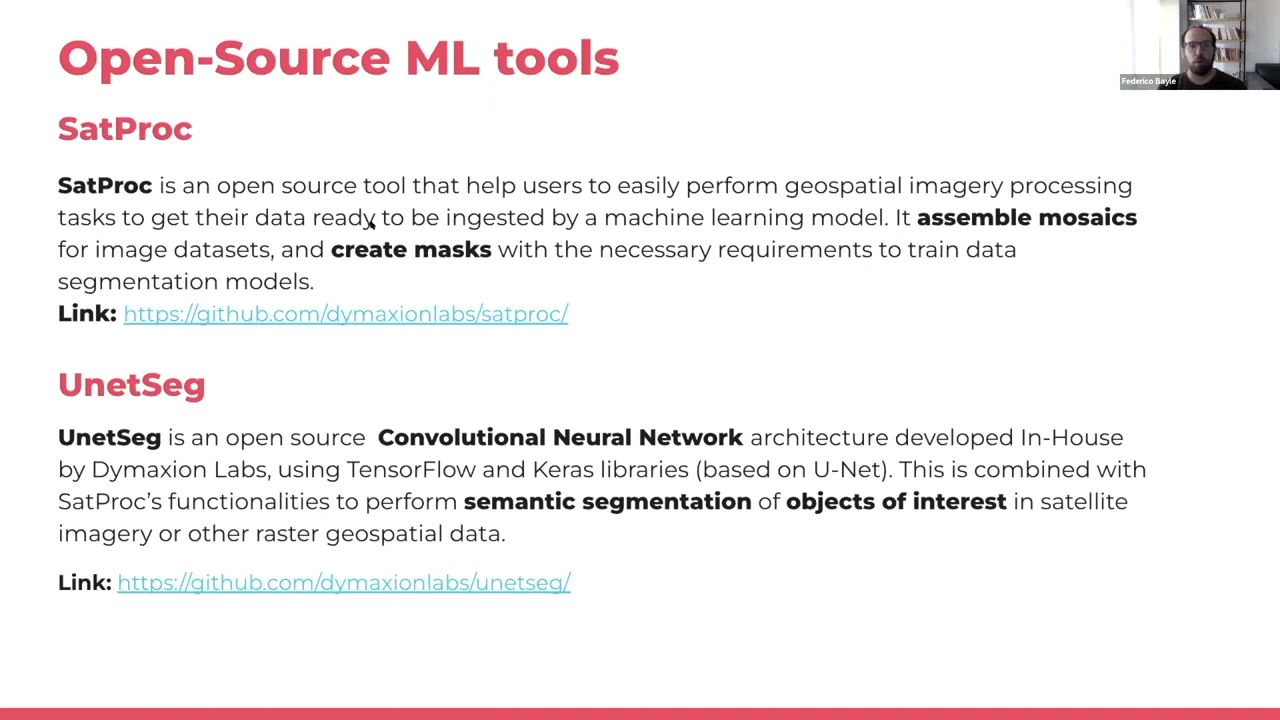 Open-Source ML tools
Federico Bayle
SatProc
SatProc is an open source tool that help users to easily perform geospatial imagery processing
tasks to get their data ready to be ingested by a machine learning model. It assemble mosaics
for image datasets, and create masks with the necessary requirements to train data
segmentation models.
Link: https://github.com/dymaxionlabs/satproc/
UnetSeg
UnetSeg is an open source Convolutional Neural Network architecture developed In-House
by Dymaxion Labs, using TensorFlow and Keras libraries (based on U-Net). This is combined with
SatProc’s functionalities to perform semantic segmentation of objects of interest in satellite
imagery or other raster geospatial data.
Link: https://github.com/dymaxionlabs/unetseg/